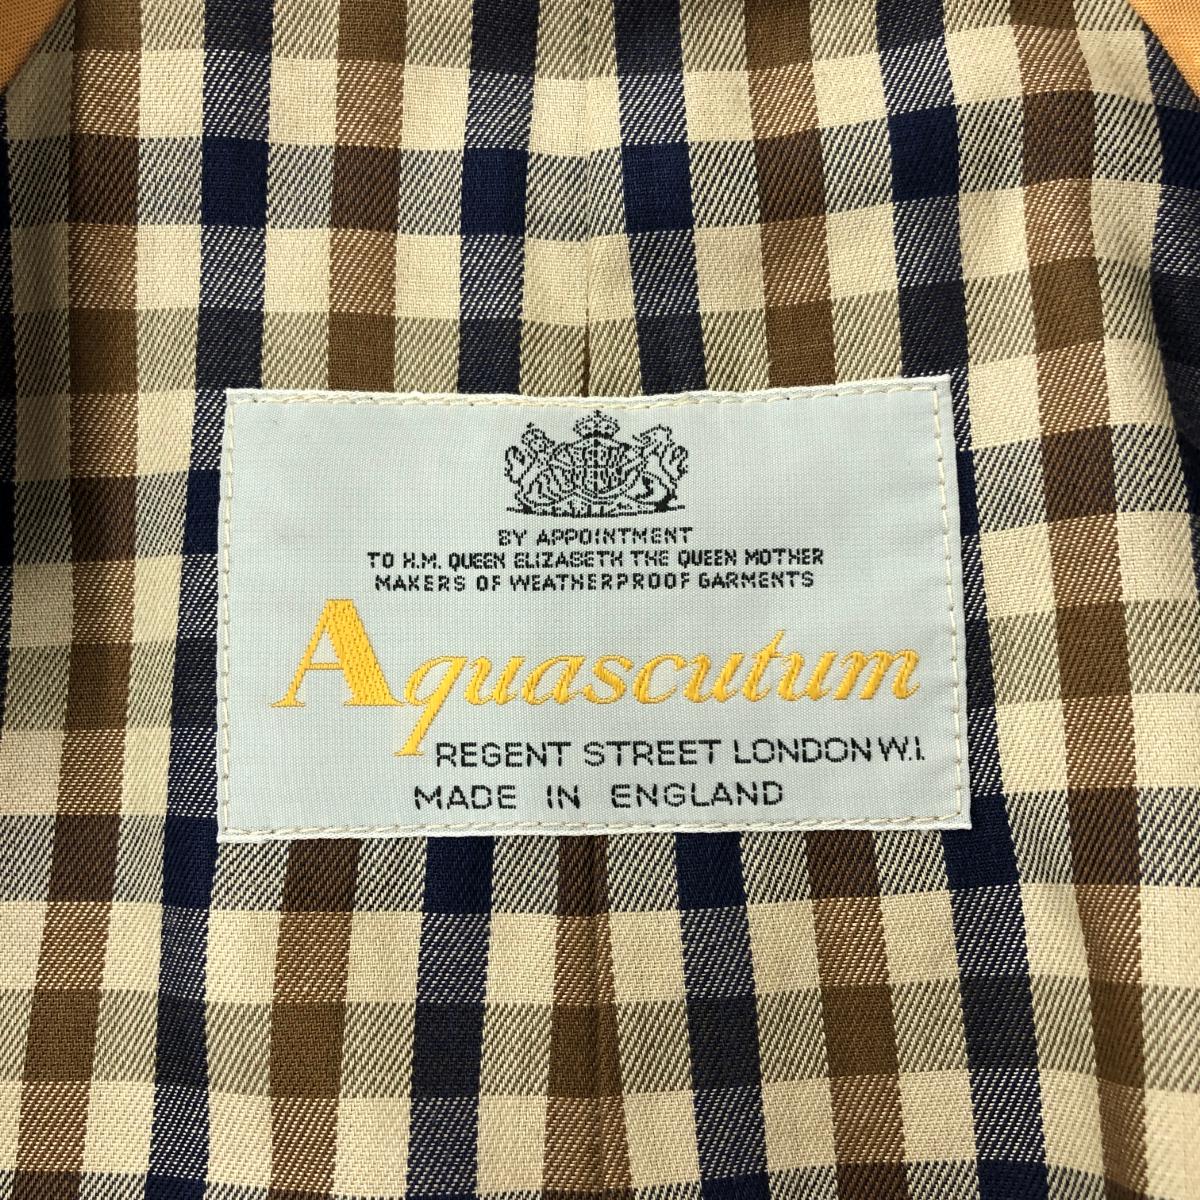 BY APPOINTMENT
TO H.M. QUEEN ELIZABETH THE QUEEN MOTHER
MAKERS OF WEATHERPROOF GARMENTS
Aquascutum
REGENT STREET LONDON W.1.
MADE IN ENGLAND